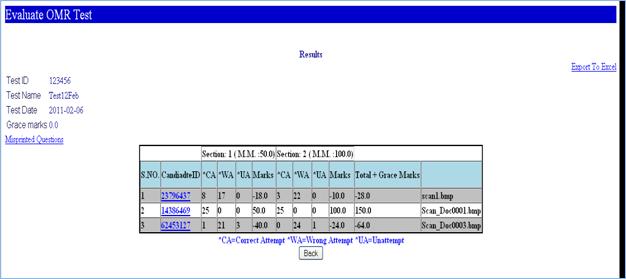 Evaluate OMR Test
Results
Export To Excel
Test ID 123456
Test Name Test12Feb
Test Date 2011-02-06
Grace marks 0.0
Misprinted Questions
Section: 1 ( M.M. :50.0) Section: 2 ( M.M. :100.0)
S.NO. CandiadteID *CA *WA *UA Marks *CA *WA *UA Marks Total + Grace Marks
1 23796437 8 17 0 -18.0 3 22 0 -10.0 -28.0 scan1.bmp
2 14386469 25 0 0 50.0 25 0 0 100.0 150.0 Scan_Doc0001.bmp
3 62453127 1 21 3 -40.0 0 24 1 -24.0 -64.0 Scan_Doc0003.bmp
*CA=Correct Attempt *WA=Wrong Attempt *UA=Unattempt
Back